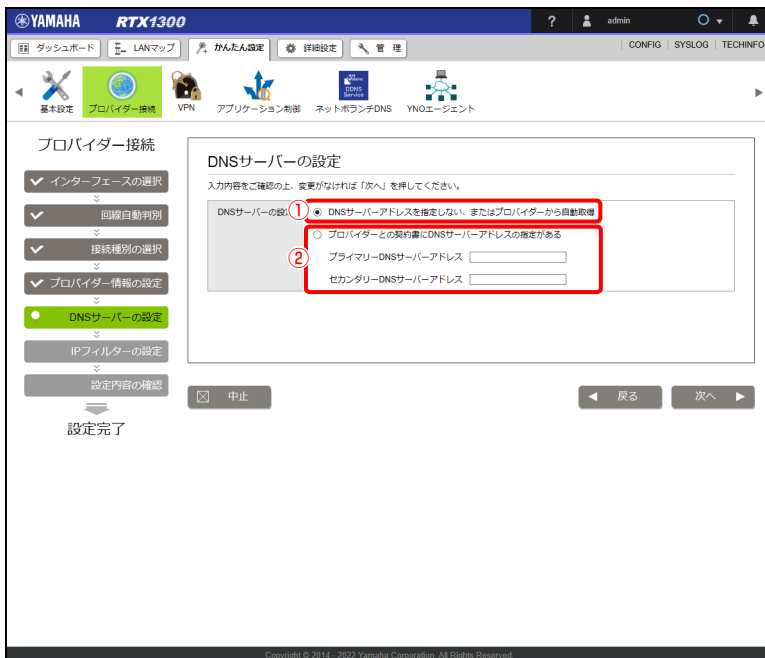 YAMAHA RTX1300 ? admin
ダッシュボード LANマップ かんたん設定 詳細設定 管 理 CONFIG SYSLOG TECHINFO
基本設定 プロバイダー接続 VPN アプリケーション制御 ネットボランチDNS YNOエージェント
DDNS
Service
プロバイダー接続
インターフェースの選択
回線自動判別
接続種別の選択
プロバイダー情報の設定
DNSサーバーの設定
IPフィルターの設定
設定内容の確認
設定完了
DNSサーバーの設定
入力内容をご確認の上、変更がなければ「次へ」を押してください。
DNSサーバーの設 ① DNSサーバーアドレスを指定しない、またはプロバイダーから自動取得
② プロバイダーとの契約書にDNSサーバーアドレスの指定がある
プライマリーDNSサーバーアドレス
セカンダリーDNSサーバーアドレス
中止 戻る 次へ
Copyright © 2014 - 2022 Yamaha Corporation. All Rights Reserved.